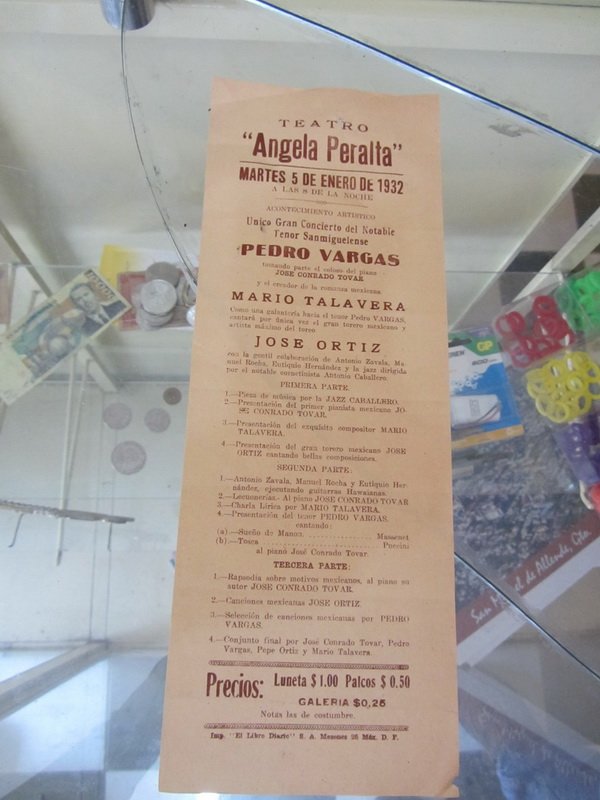 TEATRO
"Angela Peralta"
MARTES 5 DE ENERO DE 1932
A LAS 8 DE LA NOCHE
ACONTECIMIENTO ARTISTICO
Unico Gran Concierto del Notable
Tenor Sanmiguelense
PEDRO VARGAS
tomando parte el coloso del piano
JOSE CONRADO TOVAR
y el creador de la romanza mexicana
MARIO TALAVERA
Como una galantería hacia el tenor Pedro VARGAS,
cantará por única vez el gran torero mexicano y
artista máximo del toreo
JOSE ORTIZ
con la gentil colaboración de Antonio Zavala, Ma-
nuel Rocha, Eutiquio Hernández y la jazz dirigida
por el notable cornetinista Antonio Caballero.
PRIMERA PARTE.
1.—Pieza de música por la JAZZ CABALLERO.
2.—Presentación del primer pianista mexicano JO-
SE CONRADO TOVAR.
3.—Presentación del exquisito compositor MARIO
TALAVERA.
4.—Presentación del gran torero mexicano JOSE
ORTIZ cantando bellas composiciones.
SEGUNDA PARTE:
1.—Antonio Zavala, Manuel Rocha y Eutiquio Her-
nández, ejecutando guitarras Hawaianas.
2.—Lecuonerías.- Al piano JOSE CONRADO TOVAR
3.—Charla Lírica por MARIO TALAVERA.
4.—Presentación del tenor PEDRO VARGAS.
cantando:
(a)—Sueño de Manon. . . . . . . . . . . . Massenet
(b)—Tosca . . . . . . . . . . . . . . . . . . Puccini
al piano José Conrado Tovar.
TERCERA PARTE:
1.—Rapsodia sobre motivos mexicanos, al piano su
autor JOSE CONRADO TOVAR.
2.—Canciones mexicanas JOSE ORTIZ.
3.—Selección de canciones mexicanas por PEDRO
VARGAS.
4.—Conjunto final por José Conrado Tovar, Pedro
Vargas, Pepe Ortiz y Mario Talavera.
Precios: Luneta $ 1.00 Palcos $ 0.50
GALERIA $0,25
Notas las de costumbre.
Imp. "El Libro Diario" S. A. Mesones 26 Méx. D. F.
GP
San Miguel de Allende, Gto.